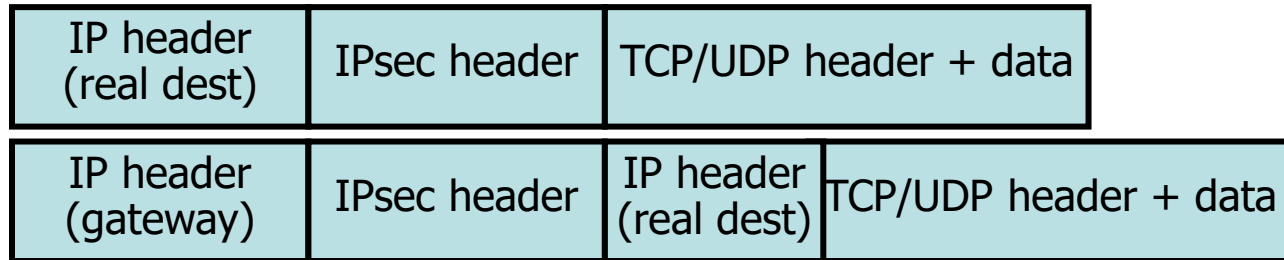 IP header
(real dest)
IPsec header
TCP/UDP header + data
IP header
(gateway)
IPsec header
IP header
(real dest)
TCP/UDP header + data